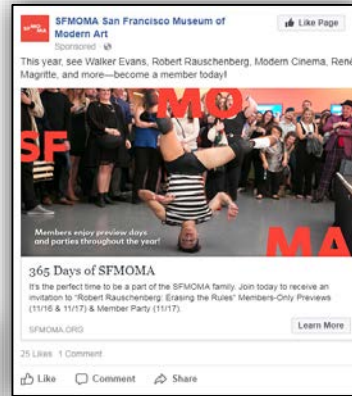 SF MO
MA
SFMOMA San Francisco Museum of
Modern Art
Sponsored ·
Like Page
This year, see Walker Evans, Robert Rauschenberg, Modern Cinema, René
Magritte, and more—become a member today!
MO
SF
MA
Members enjoy preview days
and parties throughout the year!
365 Days of SFMOMA
It's the perfect time to be a part of the SFMOMA family. Join today to receive an
invitation to "Robert Rauschenberg: Erasing the Rules" Members-Only Previews
(11/16 & 11/17) & Member Party (11/17).
SFMOMA.ORG
Learn More
25 Likes 1 Comment
Like Comment Share